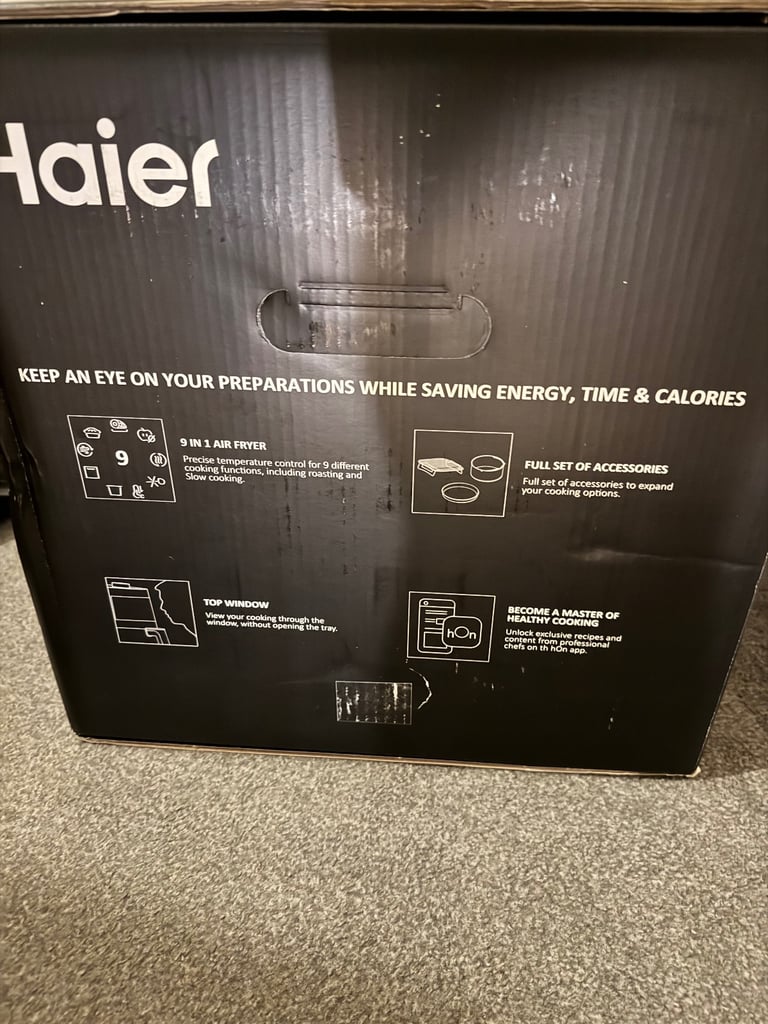 Haier
KEEP AN EYE ON YOUR PREPARATIONS WHILE SAVING ENERGY, TIME & CALORIES
9
9 IN 1 AIR FRYER
Precise temperature control for 9 different
cooking functions, including roasting and
Slow cooking.
FULL SET OF ACCESSORIES
Full set of accessories to expand
your cooking options.
TOP WINDOW
View your cooking through the
window, without opening the tray.
hOn
BECOME A MASTER OF
HEALTHY COOKING
Unlock exclusive recipes and
content from professional
chefs on th hOn app.